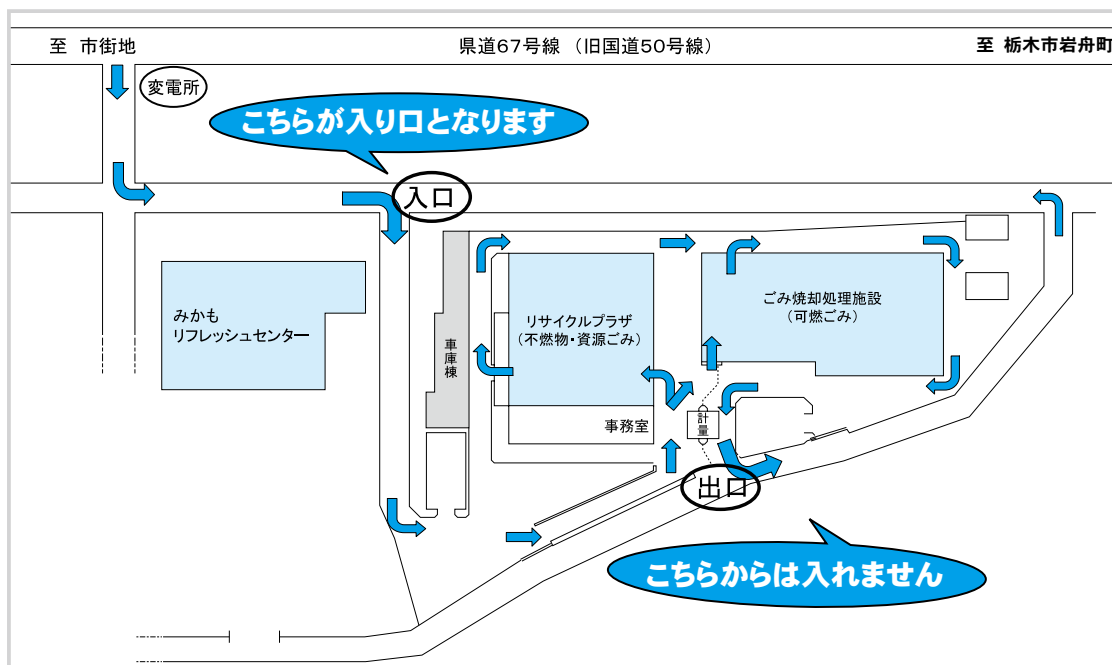 至 市街地
県道67号線（旧国道50号線）
至 栃木市岩舟町
変電所
こちらが入り口となります
入口
みかも
リフレッシュセンター
車庫棟
リサイクルプラザ
（不燃物・資源ごみ）
ごみ焼却処理施設
（可燃ごみ）
事務室
計量
出口
こちらからは入れません